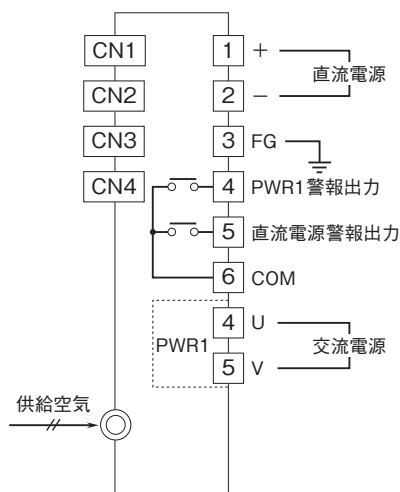 CN1 1 +
直流電源
CN2 2 −
CN3 3 FG
CN4 4 PWR1警報出力
5 直流電源警報出力
6 COM
4 U
PWR1 交流電源
5 V
供給空気